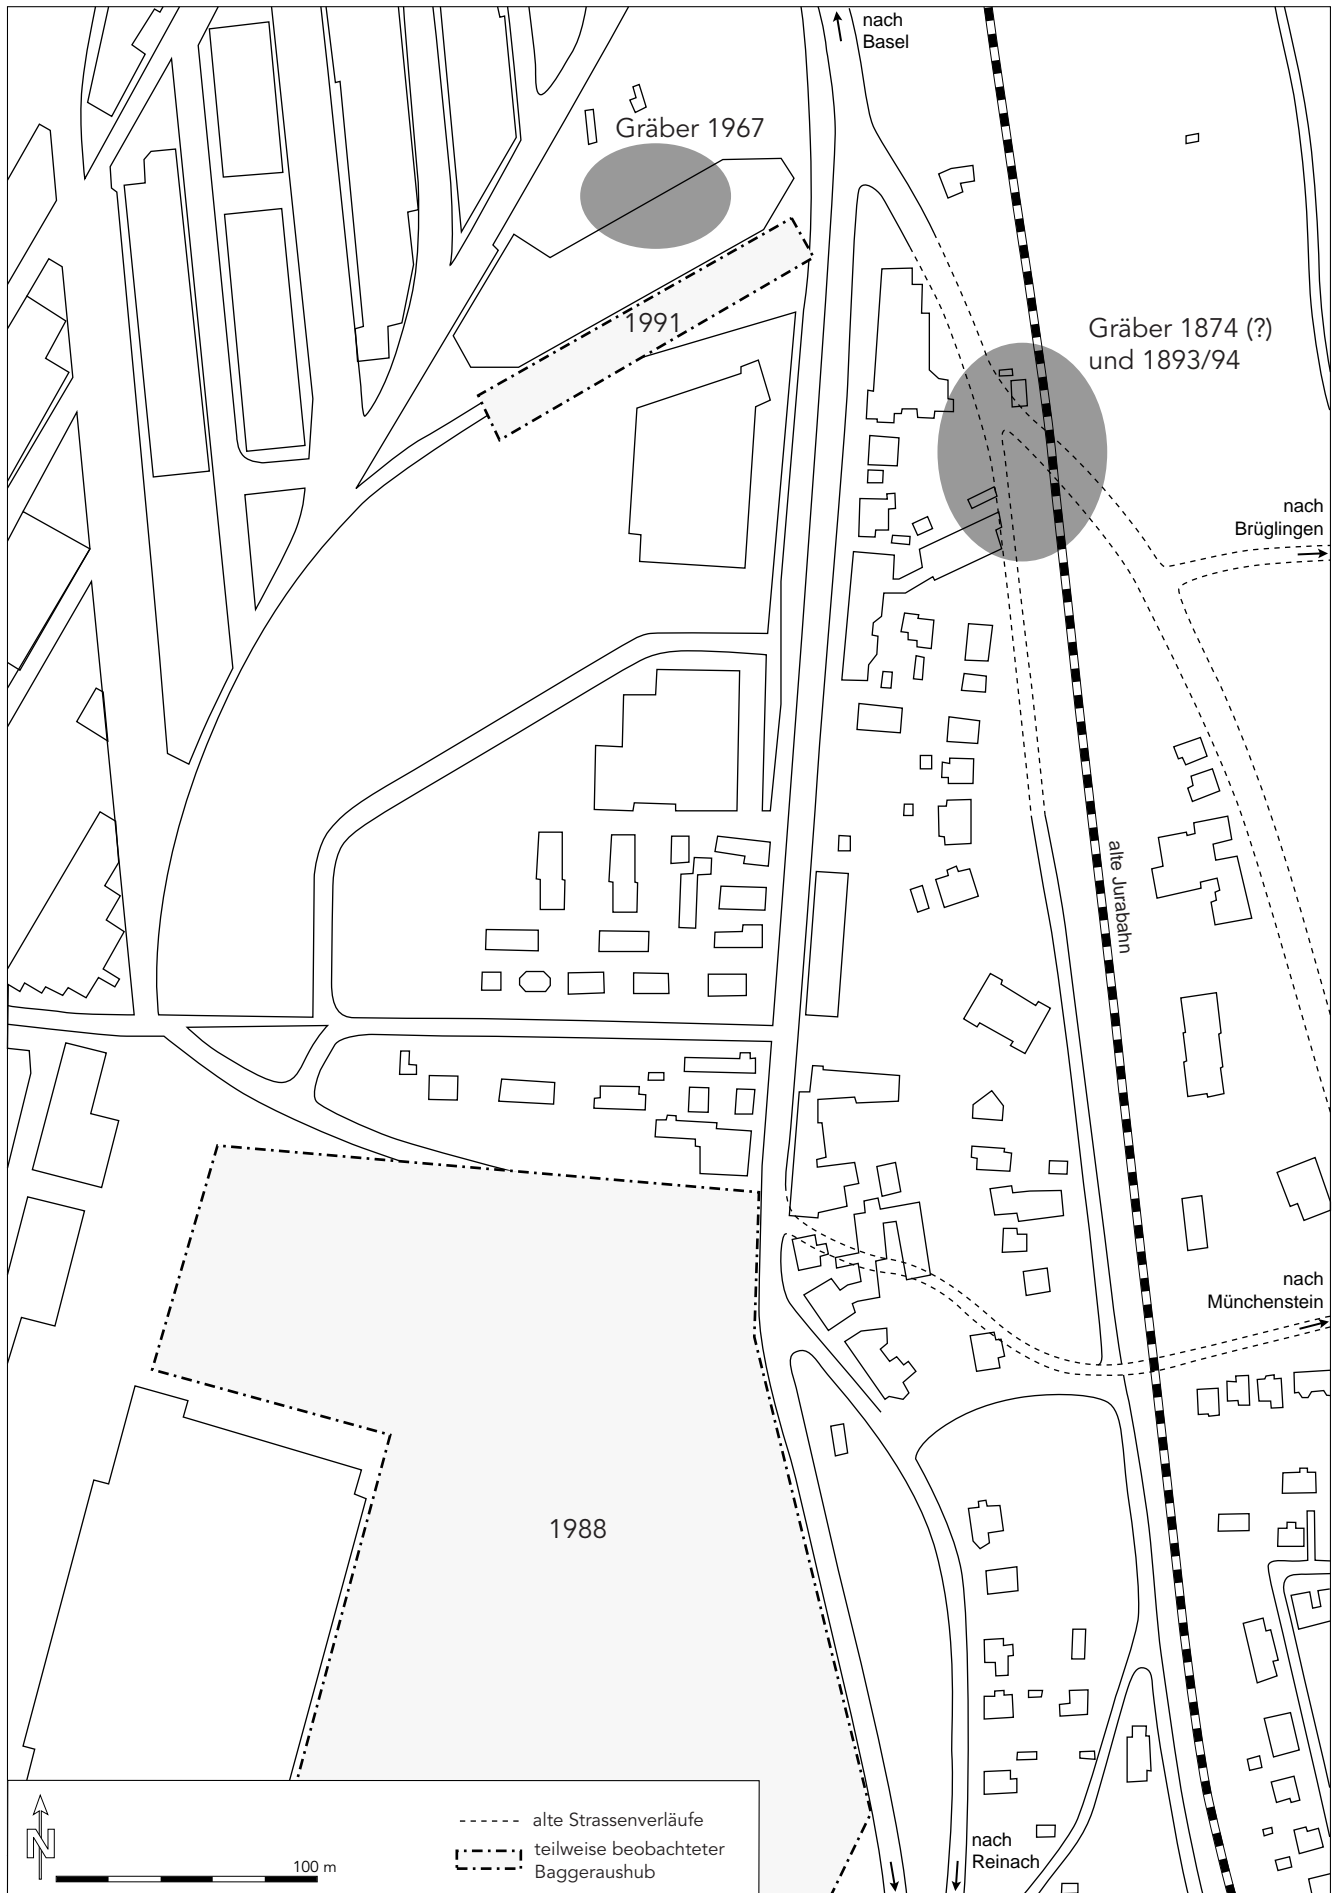 nach
Basel
Gräber 1967
1991
Gräber 1874 (?)
und 1893/94
nach
Brüglingen
alte Jurabahn
nach
Münchenstein
1988
N
100 m
alte Strassenverläufe
teilweise beobachteter
Baggeraushub
nach
Reinach